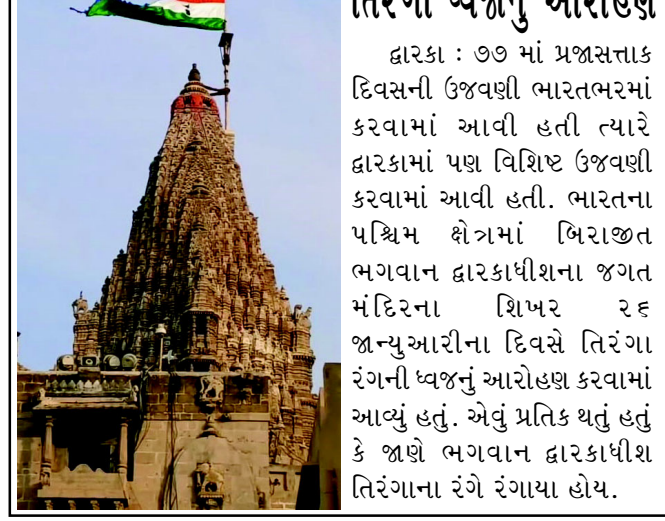 તિરંગા ધ્વજાનું આરોહણ
દ્વારકા : ૭૭ માં પ્રજાસત્તાક
દિવસની ઉજવણી ભારતભરમાં
કરવામાં આવી હતી ત્યારે
દ્વારકામાં પણ વિશિષ્ટ ઉજવણી
કરવામાં આવી હતી. ભારતના
પશ્ચિમ ક્ષેત્રમાં બિરાજીત
ભગવાન દ્વારકાધીશના જગત
મંદિરના શિખર ૨૬
જાન્યુઆરીના દિવસે તિરંગા
રંગની ધ્વજનું આરોહણ કરવામાં
આવ્યું હતું. એવું પ્રતિક થતું હતું
કે જાણે ભગવાન દ્વારકાધીશ
તિરંગાના રંગે રંગાયા હોય.